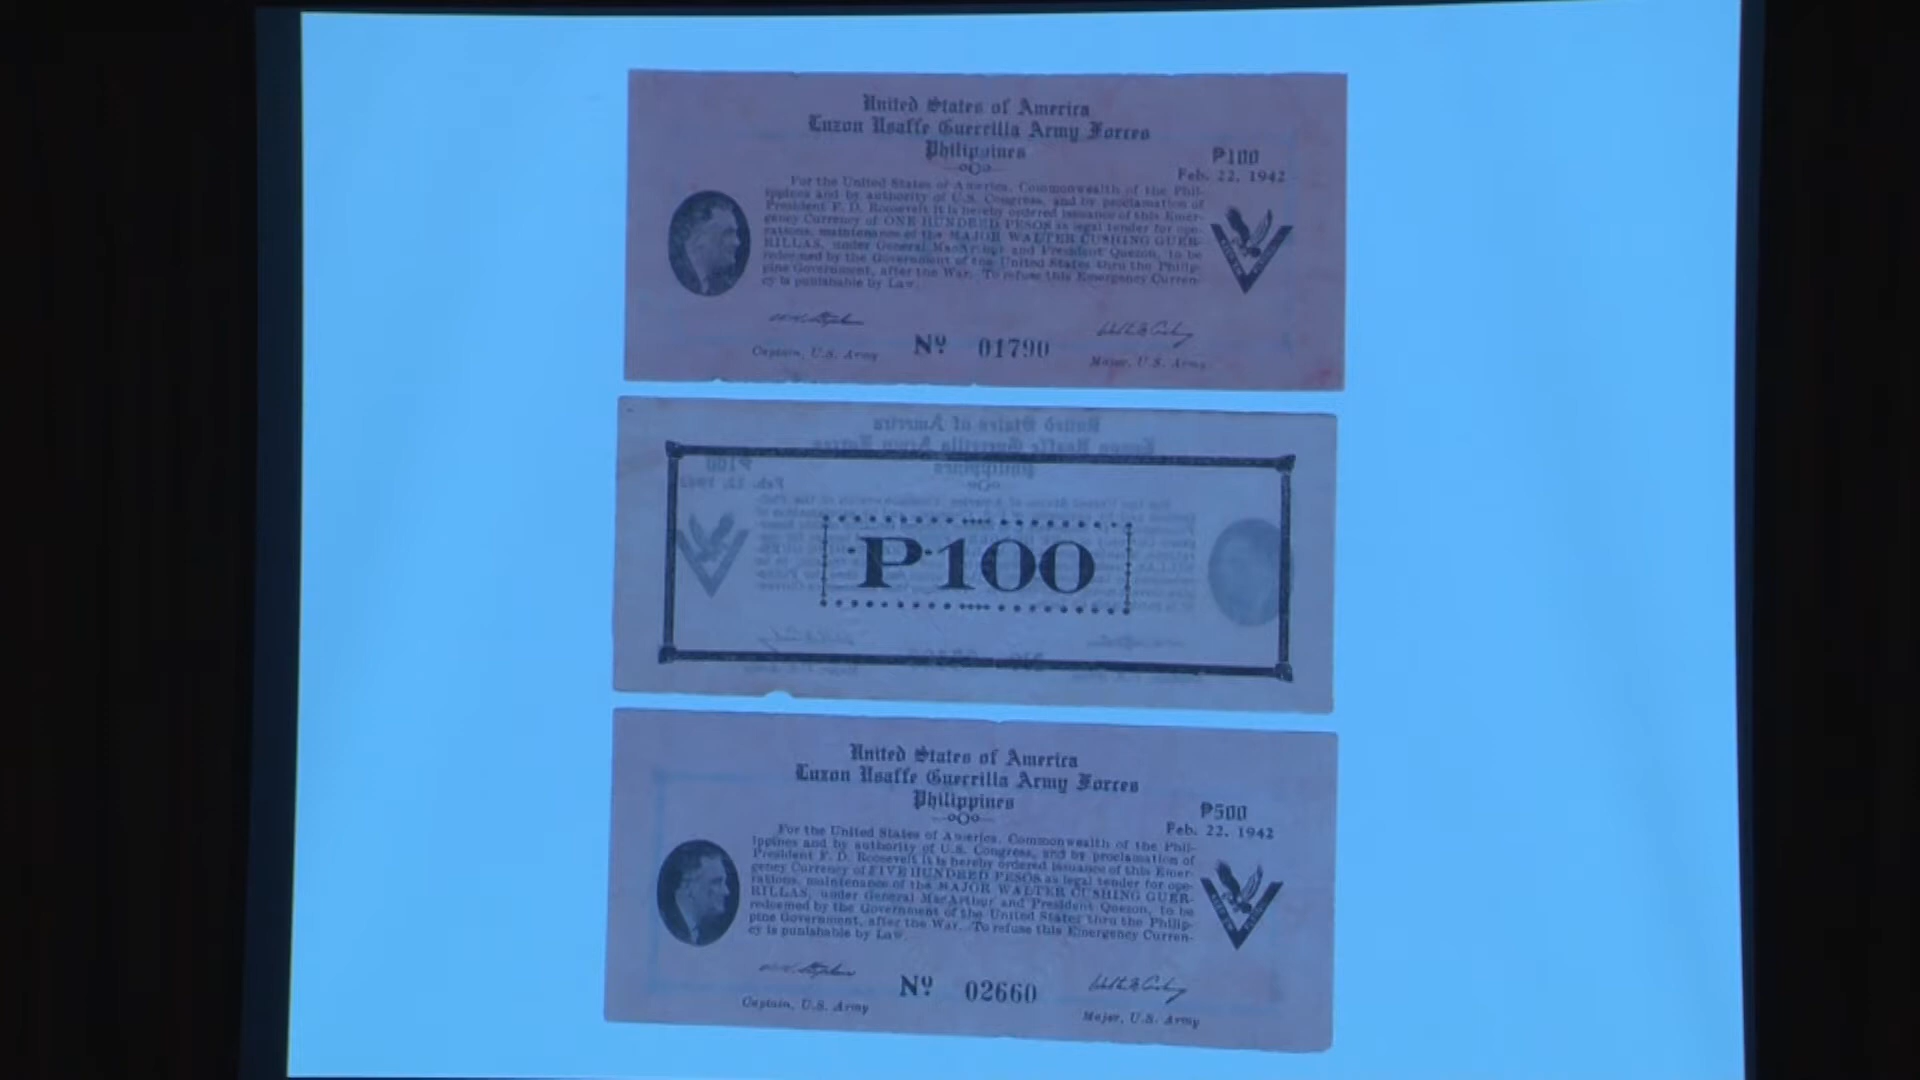 United States of America
Luzon Usaffe Guerrilla Army Forces
Philippines
₱100
Feb. 22, 1942
For the United States of America, Commonwealth of the Phil-
ippines and by authority of U.S. Congress, and by proclamation of
President F. D. Roosevelt it is hereby ordered issuance of this Emer-
gency Currency of ONE HUNDRED PESOS as legal tender for ope-
rations, maintenance of the MAJOR WALTER CUSHING GUER-
RILLAS, under General MacArthur and President Quezon, to be
redeemed by the Government of the United States thru the Philip-
pine Government, after the War. To refuse this Emergency Curren-
cy is punishable by Law.
Nº 01790
Captain, U.S. Army
Major, U.S. Army
P100
United States of America
Luzon Usaffe Guerrilla Army Forces
Philippines
₱500
Feb. 22, 1942
For the United States of America, Commonwealth of the Phil-
ippines and by authority of U.S. Congress, and by proclamation of
President F. D. Roosevelt it is hereby ordered issuance of this Emer-
gency Currency of FIVE HUNDRED PESOS as legal tender for ope-
rations, maintenance of the MAJOR WALTER CUSHING GUER-
RILLAS, under General MacArthur and President Quezon, to be
redeemed by the Government of the United States thru the Philip-
pine Government, after the War. To refuse this Emergency Curren-
cy is punishable by Law.
Nº 02660
Captain, U.S. Army
Major, U.S. Army